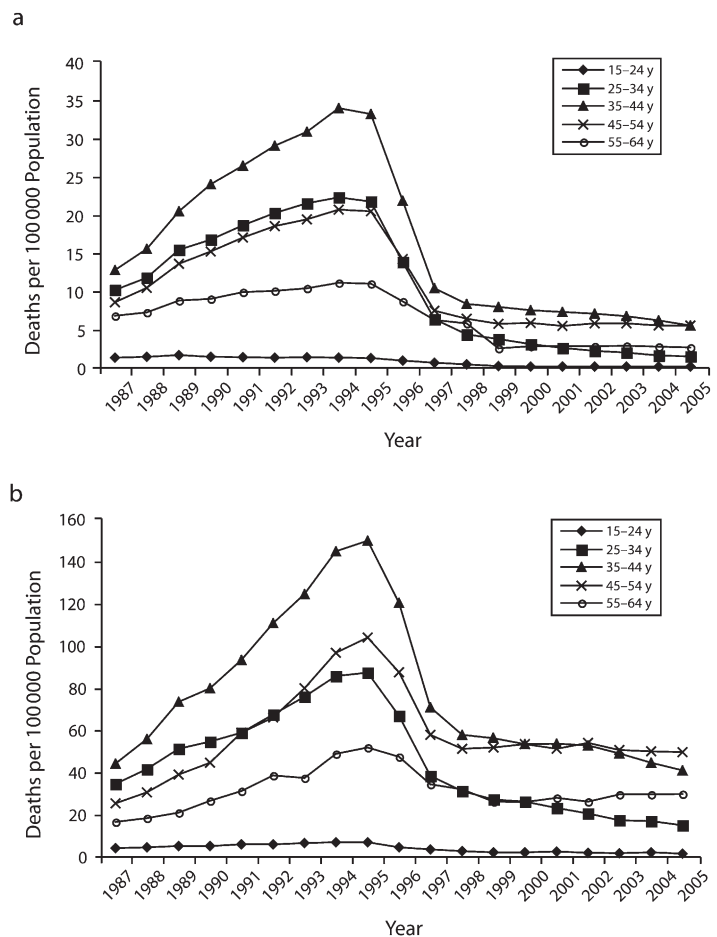 a
40
35
30
25
20
15
10
5
0
Deaths per 100 000 Population
15–24 y
25–34 y
35–44 y
45–54 y
55–64 y
1987 1988 1989 1990 1991 1992 1993 1994 1995 1996 1997 1998 1999 2000 2001 2002 2003 2004 2005
Year
b
160
140
120
100
80
60
40
20
0
Deaths per 100 000 Population
15–24 y
25–34 y
35–44 y
45–54 y
55–64 y
1987 1988 1989 1990 1991 1992 1993 1994 1995 1996 1997 1998 1999 2000 2001 2002 2003 2004 2005
Year